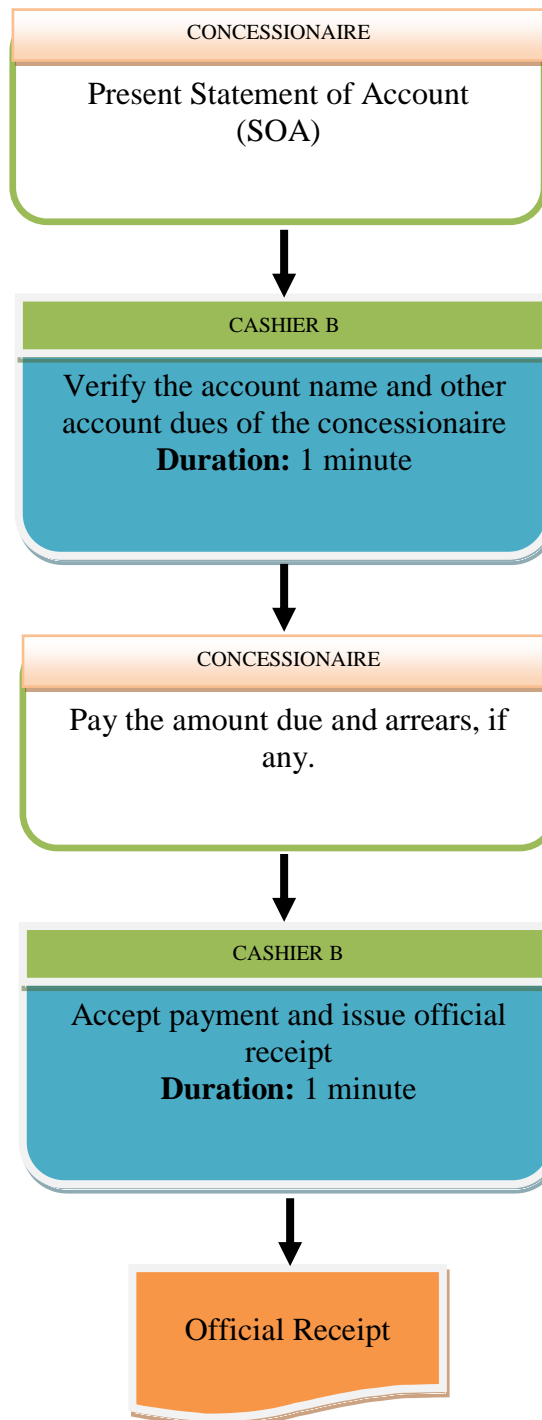 CONCESSIONAIRE
Present Statement of Account
(SOA)
CASHIER B
Verify the account name and other
account dues of the concessionaire
Duration: 1 minute
CONCESSIONAIRE
Pay the amount due and arrears, if
any.
CASHIER B
Accept payment and issue official
receipt
Duration: 1 minute
Official Receipt